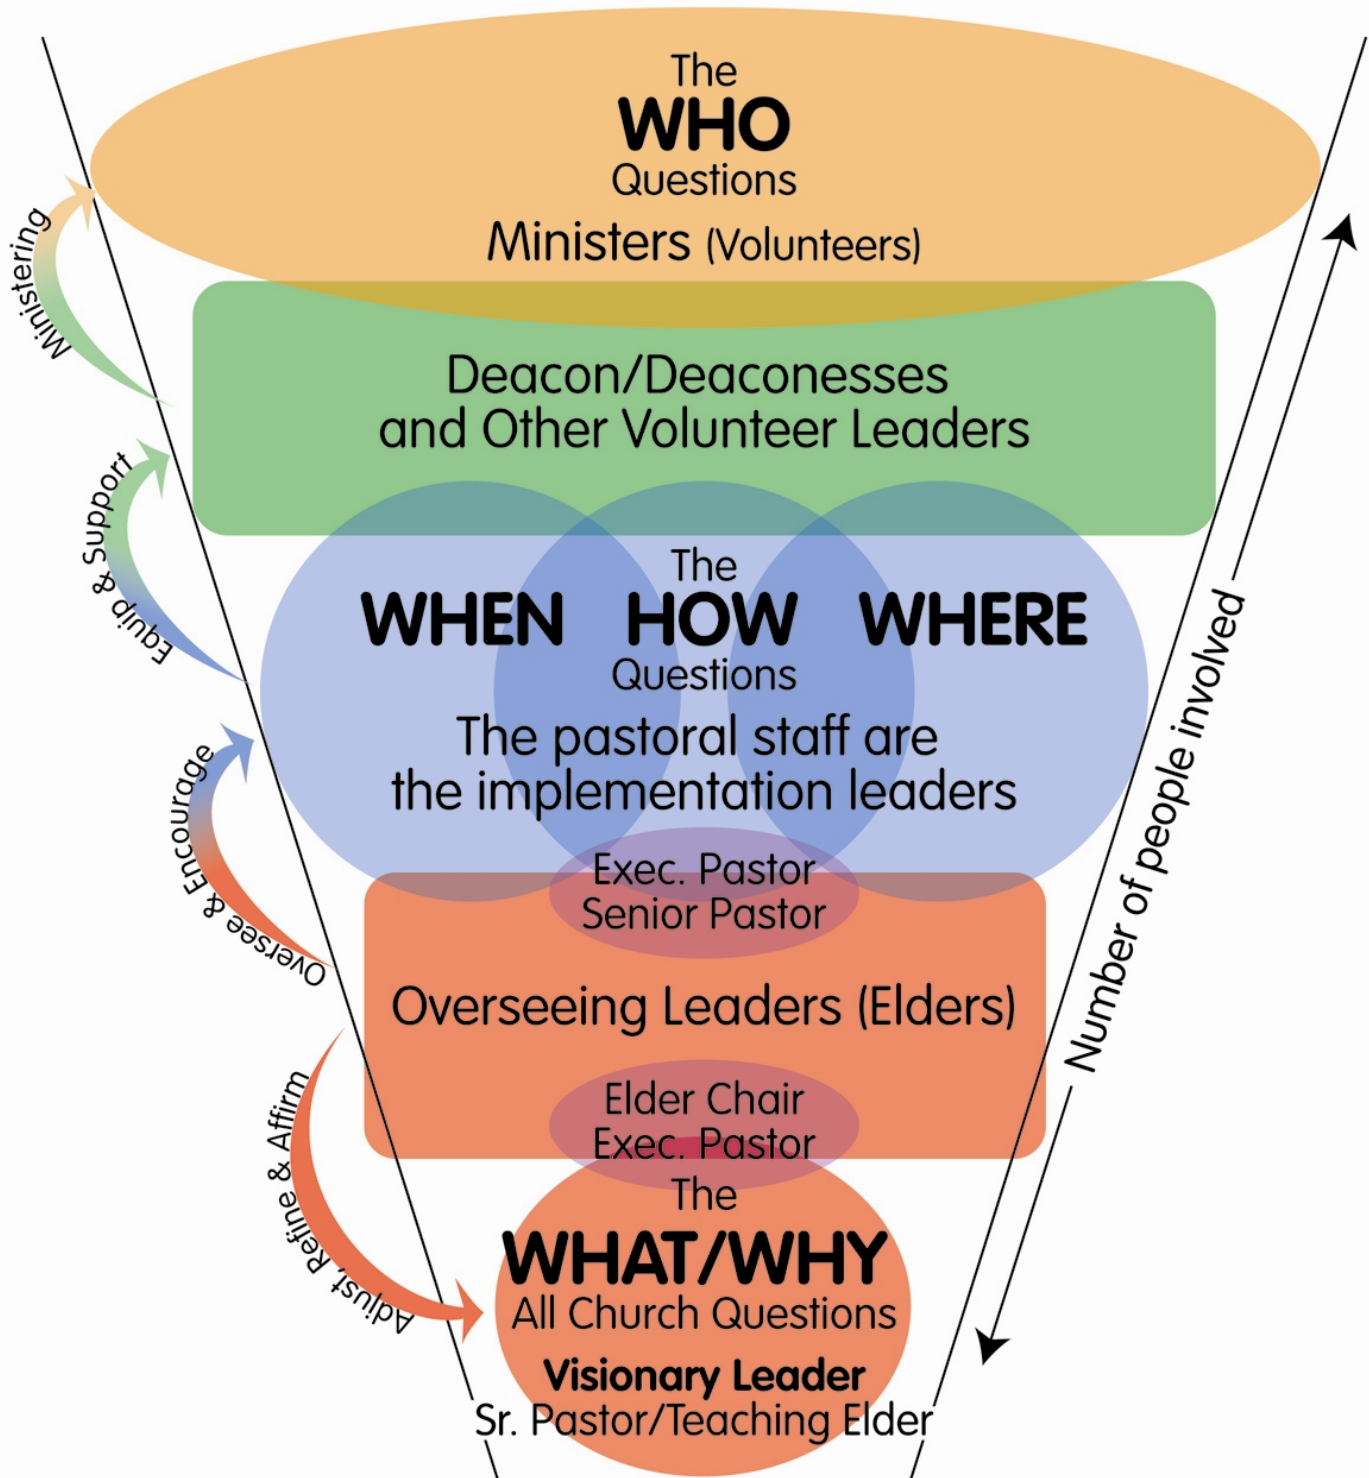 The
WHO
Questions
Ministers (Volunteers)
Ministering
Deacon/Deaconesses
and Other Volunteer Leaders
Equip & Support
The
WHEN HOW WHERE
Questions
The pastoral staff are
the implementation leaders
Number of people involved
Oversee & Encourage
Exec. Pastor
Senior Pastor
Overseeing Leaders (Elders)
Adjust, Refine & Affirm
Elder Chair
Exec. Pastor
The
WHAT/WHY
All Church Questions
Visionary Leader
Sr. Pastor/Teaching Elder